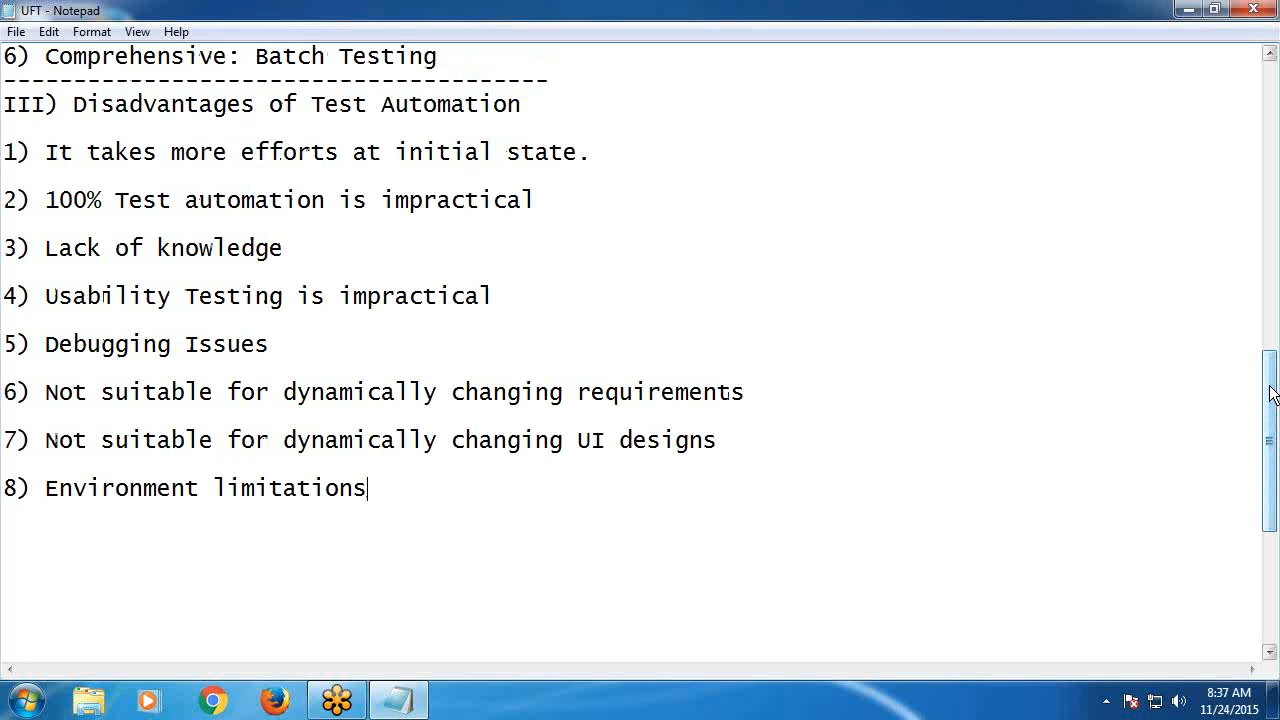 UFT - Notepad
File Edit Format View Help
6) Comprehensive: Batch Testing
---------------------------------------
III) Disadvantages of Test Automation
1) It takes more efforts at initial state.
2) 100% Test automation is impractical
3) Lack of knowledge
4) Usability Testing is impractical
5) Debugging Issues
6) Not suitable for dynamically changing requirements
7) Not suitable for dynamically changing UI designs
8) Environment limitations
8:37 AM
11/24/2015